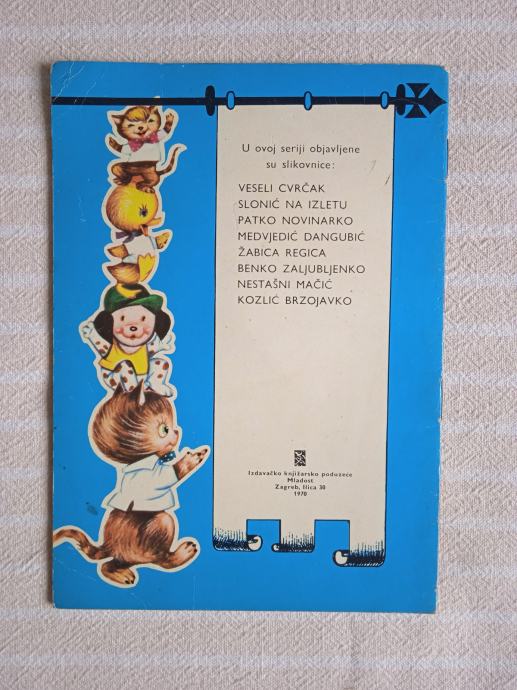 U ovoj seriji objavljene
su slikovnice:
VESELI CVRČAK
SLONIĆ NA IZLETU
PATKO NOVINARKO
MEDVJEDIĆ DANGUBIĆ
ŽABICA REGICA
BENKO ZALJUBLJENKO
NESTAŠNI MAČIĆ
KOZLIĆ BRZOJAVKO
Izdavačko knjižarsko poduzeće
Mladost
Zagreb, Ilica 30
1970